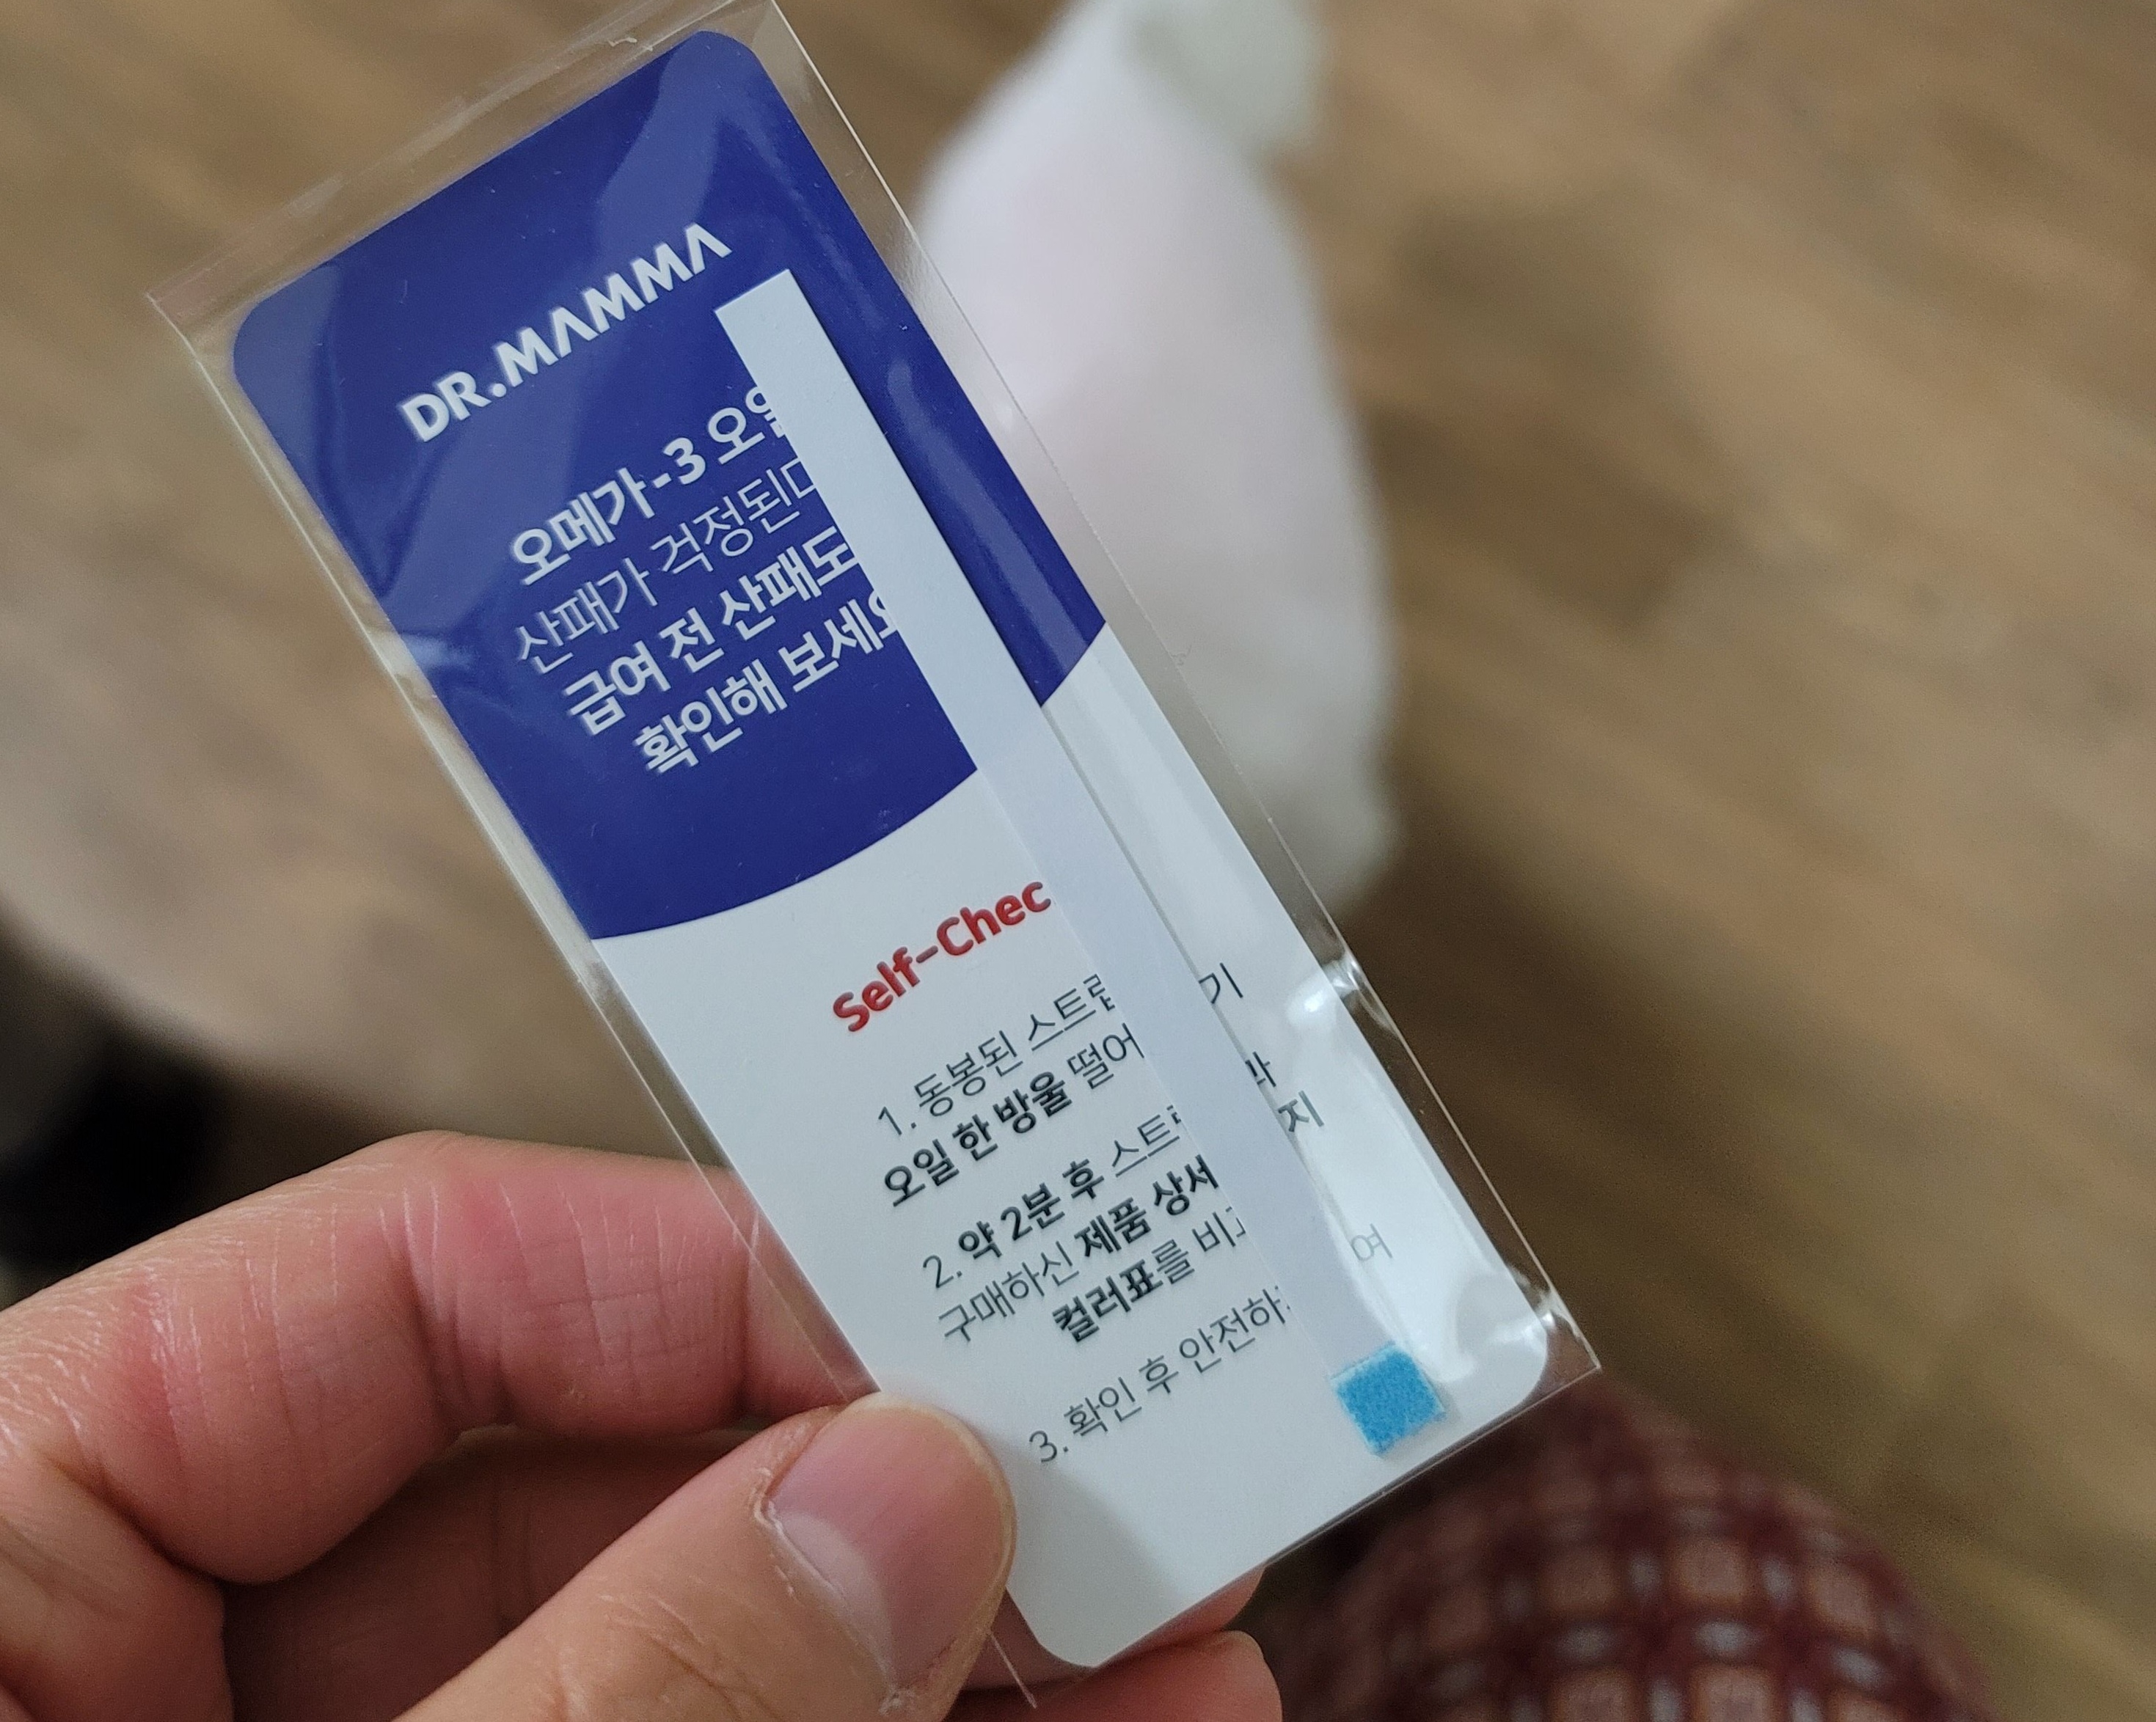 DR.MAMMA
오메가-3 오일
산패가 걱정된다
급여 전 산패도
확인해 보세요
Self-Chec
1. 동봉된 스트립 기
오일 한 방울 떨어
2. 약 2분 후 스트
구매하신 제품 상세 지
컬러표를 비교
3. 확인 후 안전하 여